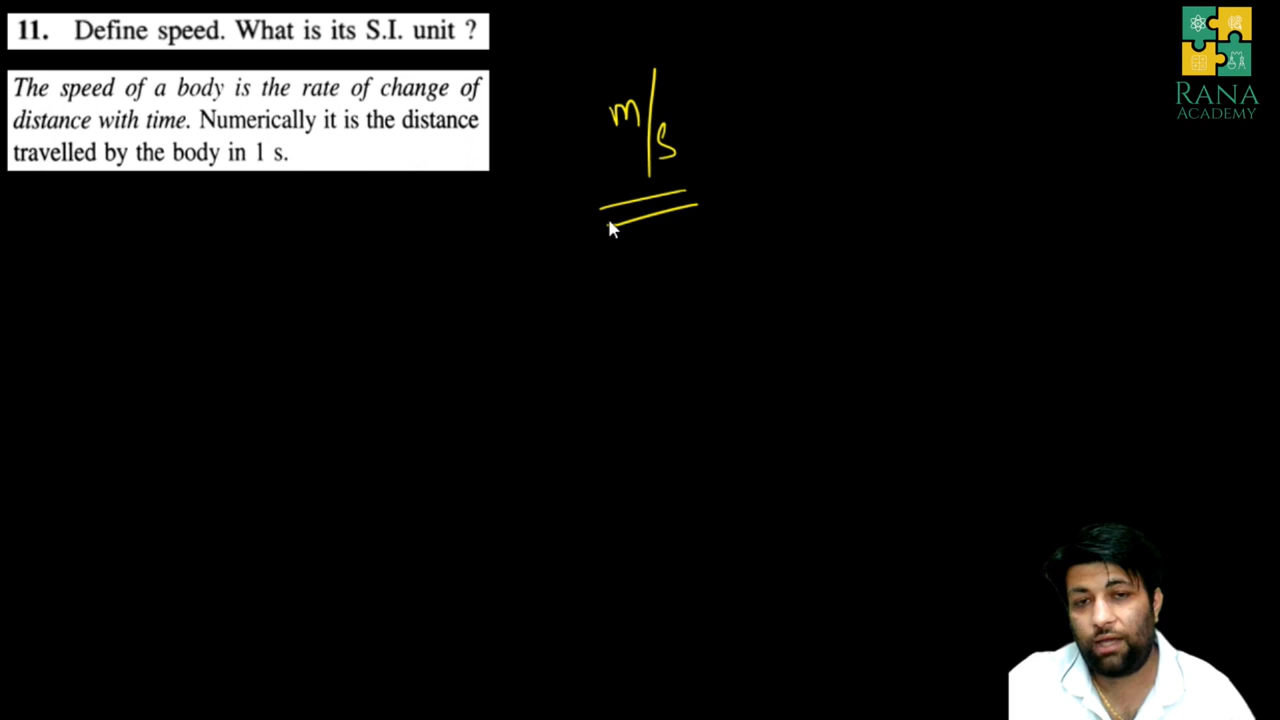 11. Define speed. What is its S.I. unit ?
The speed of a body is the rate of change of
distance with time. Numerically it is the distance
travelled by the body in 1 s.
m/s
RANA
ACADEMY